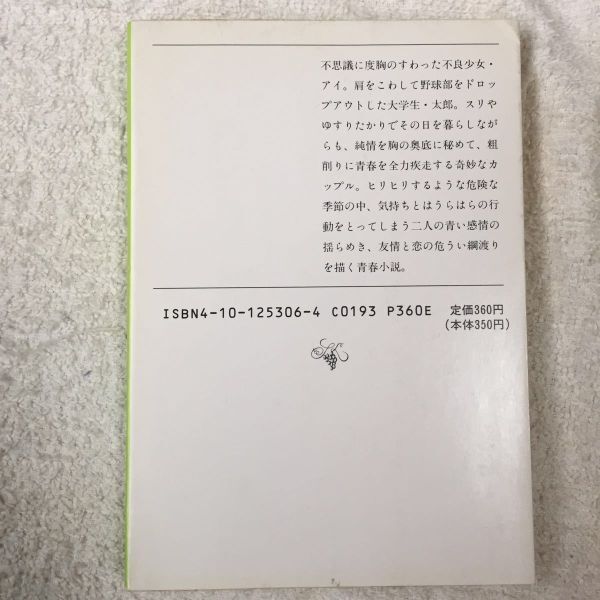 不思議に度胸のすわった不良少女・
アイ。肩をこわして野球部をドロッ
プアウトした大学生・太郎。スリや
ゆすりたかりでその日を暮らしなが
らも、純情を胸の奥底に秘めて、粗
削りに青春を全力疾走する奇妙なカ
ップル。ヒリヒリするような危険な
季節の中、気持ちとはうらはらの行
動をとってしまう二人の青い感情の
揺らめき、友情と恋の危うい綱渡り
を描く青春小説。
ISBN4-10-125306-4 C0193 P360E 定価360円
(本体350円)